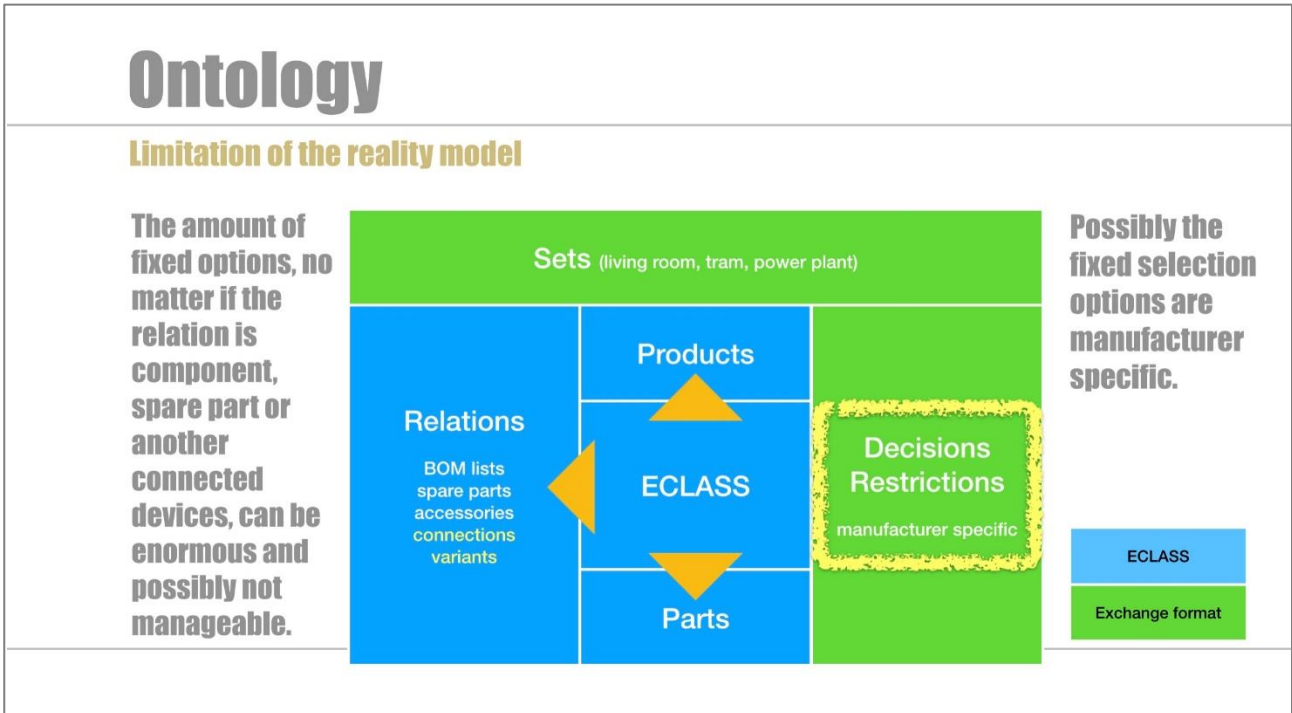 Ontology
Limitation of the reality model
The amount of
fixed options, no
matter if the
relation is
component,
spare part or
another
connected
devices, can be
enormous and
possibly not
manageable.
Sets (living room, tram, power plant)
Relations
BOM lists
spare parts
accessories
connections
variants
Products
ECLASS
Parts
Decisions
Restrictions
manufacturer specific
Possibly the
fixed selection
options are
manufacturer
specific.
ECLASS
Exchange format